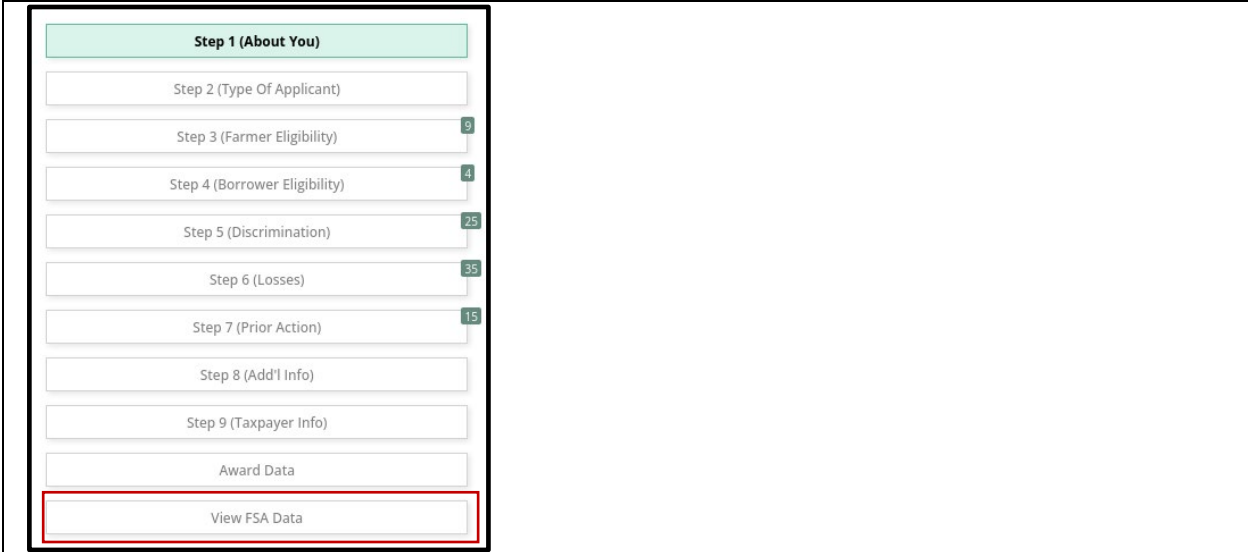 Step 1 (About You)
Step 2 (Type Of Applicant)
9
Step 3 (Farmer Eligibility)
4
Step 4 (Borrower Eligibility)
25
Step 5 (Discrimination)
35
Step 6 (Losses)
15
Step 7 (Prior Action)
Step 8 (Add'l Info)
Step 9 (Taxpayer Info)
Award Data
View FSA Data